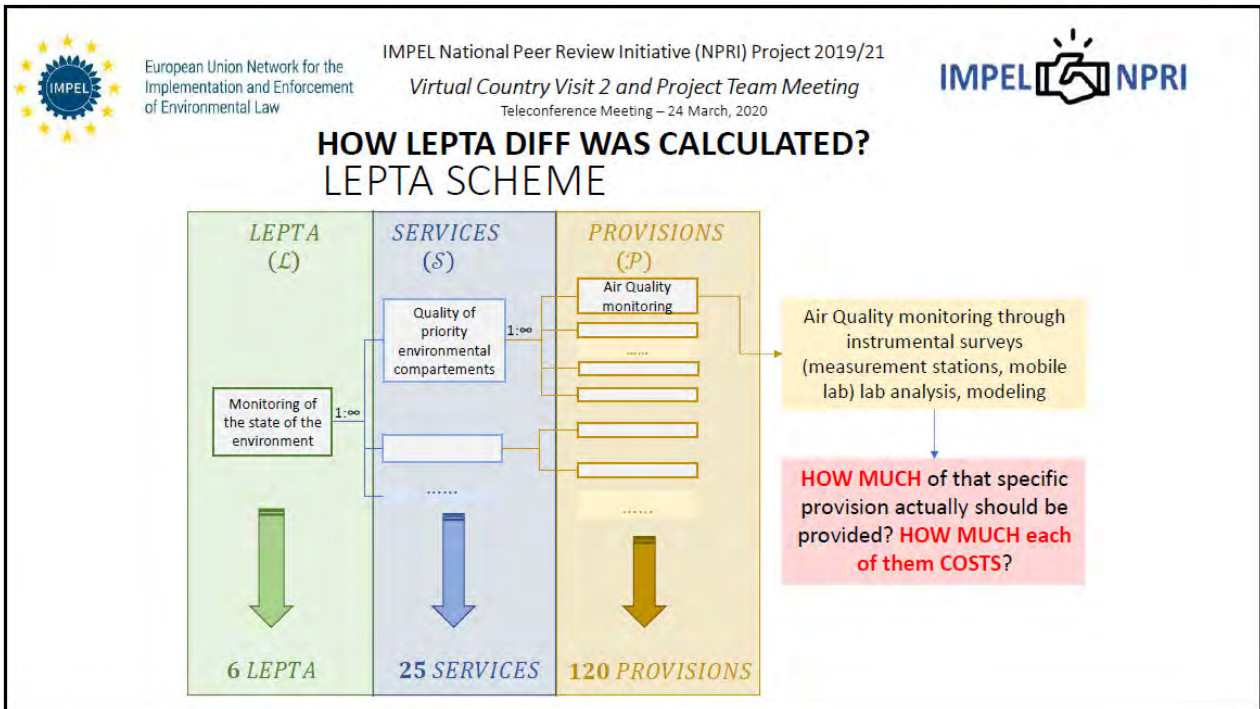 IMPEL
European Union Network for the
Implementation and Enforcement
of Environmental Law
IMPEL National Peer Review Initiative (NPRI) Project 2019/21
Virtual Country Visit 2 and Project Team Meeting
Teleconference Meeting – 24 March, 2020
IMPEL NPRI
HOW LEPTA DIFF WAS CALCULATED?
LEPTA SCHEME
LEPTA
(ℒ)
SERVICES
(𝒮)
PROVISIONS
(𝒫)
Monitoring of
the state of the
environment
1:∞
Quality of
priority
environmental
compartements
1:∞
......
Air Quality
monitoring
......
......
6 LEPTA
25 SERVICES
120 PROVISIONS
Air Quality monitoring through
instrumental surveys
(measurement stations, mobile
lab) lab analysis, modeling
HOW MUCH of that specific
provision actually should be
provided? HOW MUCH each
of them COSTS?